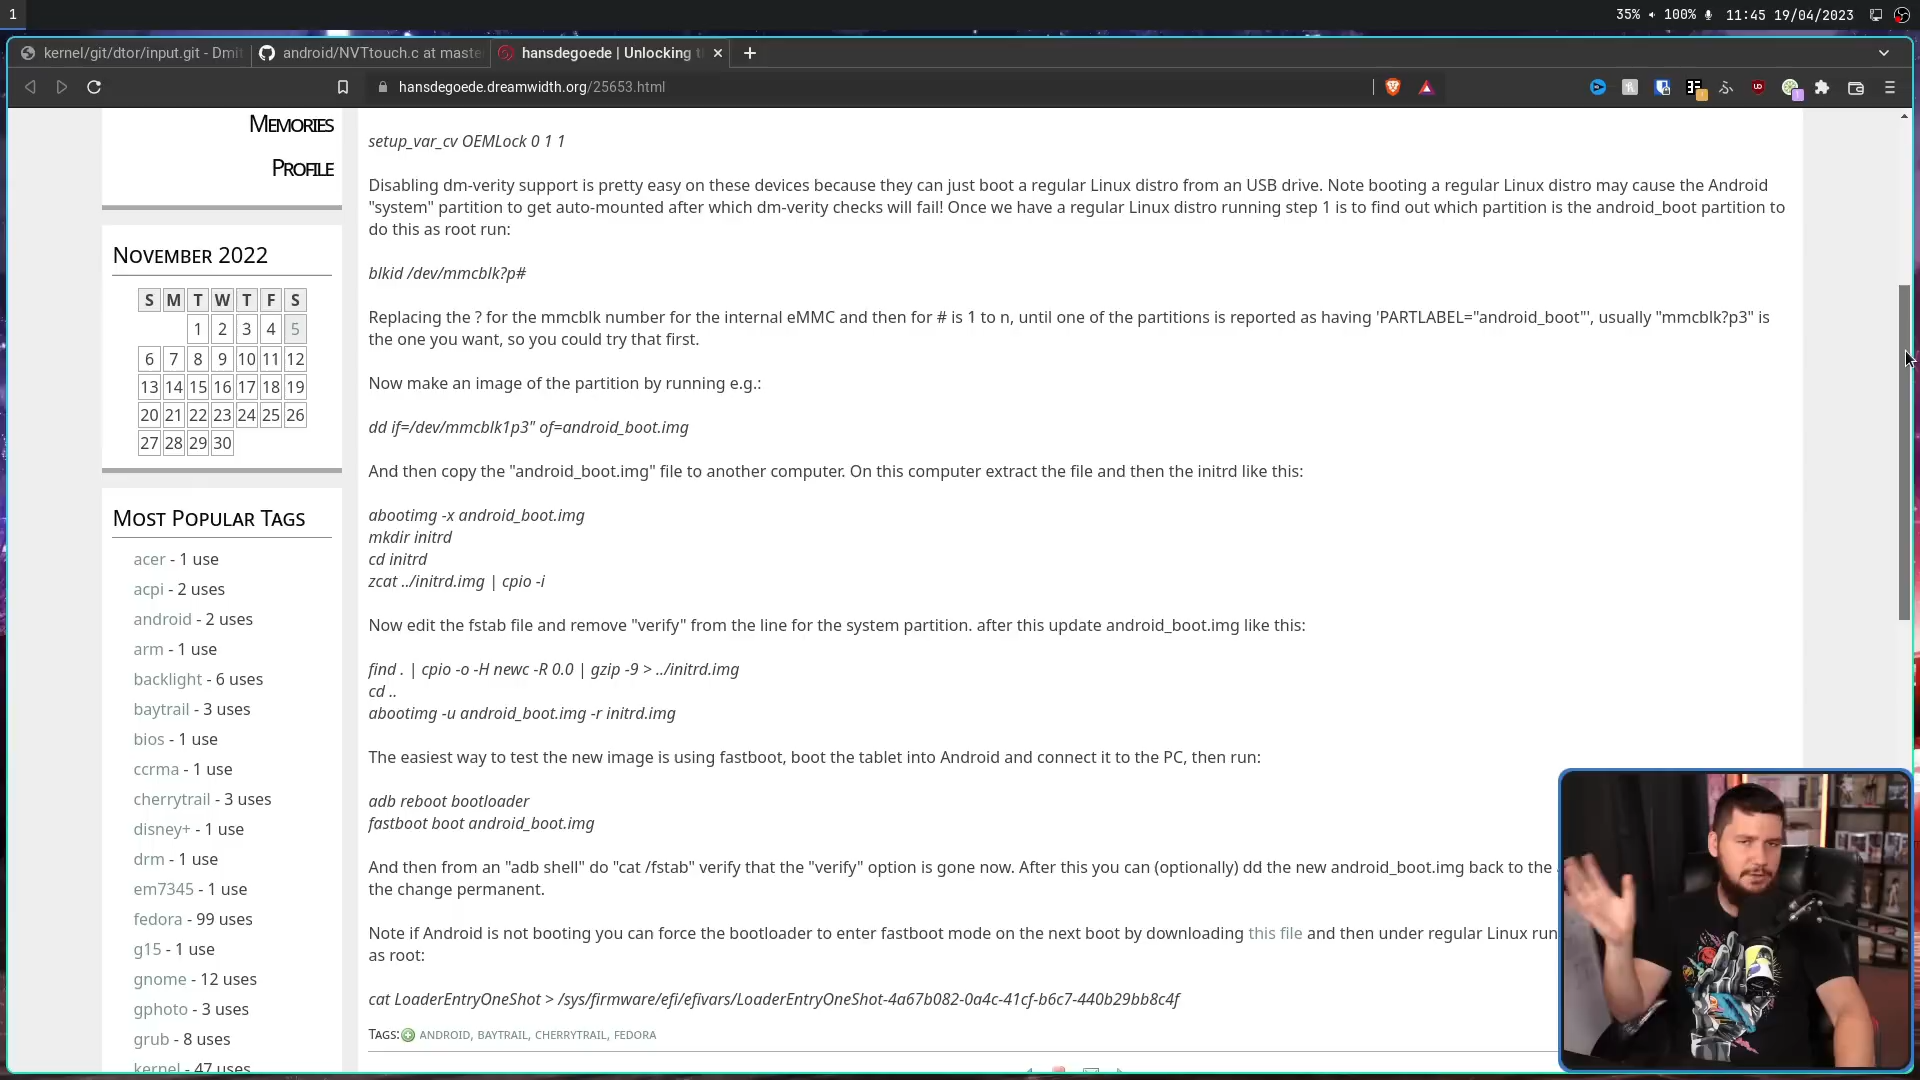 1
35% 100% 11:45 19/04/2023
kernel/git/dtor/input.git - Dmit
android/NVTtouch.c at maste
hansdegoede | Unlocking t
hansdegoede.dreamwidth.org/25653.html
Memories
Profile
November 2022
S M T W T F S
1 2 3 4 5
6 7 8 9 10 11 12
13 14 15 16 17 18 19
20 21 22 23 24 25 26
27 28 29 30
Most Popular Tags
acer - 1 use
acpi - 2 uses
android - 2 uses
arm - 1 use
backlight - 6 uses
baytrail - 3 uses
bios - 1 use
ccrma - 1 use
cherrytrail - 3 uses
disney+ - 1 use
drm - 1 use
em7345 - 1 use
fedora - 99 uses
g15 - 1 use
gnome - 12 uses
gphoto - 3 uses
grub - 8 uses
kernel - 47 uses
setup_var_cv OEMLock 0 1 1
Disabling dm-verity support is pretty easy on these devices because they can just boot a regular Linux distro from an USB drive. Note booting a regular Linux distro may cause the Android
"system" partition to get auto-mounted after which dm-verity checks will fail! Once we have a regular Linux distro running step 1 is to find out which partition is the android_boot partition to
do this as root run:
blkid /dev/mmcblk?p#
Replacing the ? for the mmcblk number for the internal eMMC and then for # is 1 to n, until one of the partitions is reported as having 'PARTLABEL="android_boot"', usually "mmcblk?p3" is
the one you want, so you could try that first.
Now make an image of the partition by running e.g.:
dd if=/dev/mmcblk1p3" of=android_boot.img
And then copy the "android_boot.img" file to another computer. On this computer extract the file and then the initrd like this:
abootimg -x android_boot.img
mkdir initrd
cd initrd
zcat ../initrd.img | cpio -i
Now edit the fstab file and remove "verify" from the line for the system partition. after this update android_boot.img like this:
find . | cpio -o -H newc -R 0.0 | gzip -9 > ../initrd.img
cd ..
abootimg -u android_boot.img -r initrd.img
The easiest way to test the new image is using fastboot, boot the tablet into Android and connect it to the PC, then run:
adb reboot bootloader
fastboot boot android_boot.img
And then from an "adb shell" do "cat /fstab" verify that the "verify" option is gone now. After this you can (optionally) dd the new android_boot.img back to the
the change permanent.
Note if Android is not booting you can force the bootloader to enter fastboot mode on the next boot by downloading this file and then under regular Linux run
as root:
cat LoaderEntryOneShot > /sys/firmware/efi/efivars/LoaderEntryOneShot-4a67b082-0a4c-41cf-b6c7-440b29bb8c4f
Tags: android, baytrail, cherrytrail, fedora